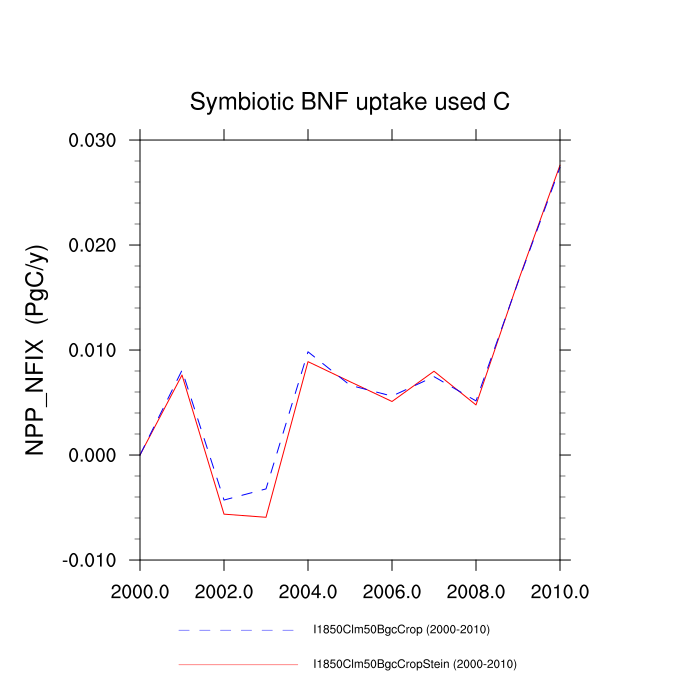 Symbiotic BNF uptake used C
NPP_NFIX (PgC/y)
0.030
0.020
0.010
0.000
-0.010
2000.0 2002.0 2004.0 2006.0 2008.0 2010.0
I1850Clm50BgcCrop (2000-2010)
I1850Clm50BgcCropStein (2000-2010)